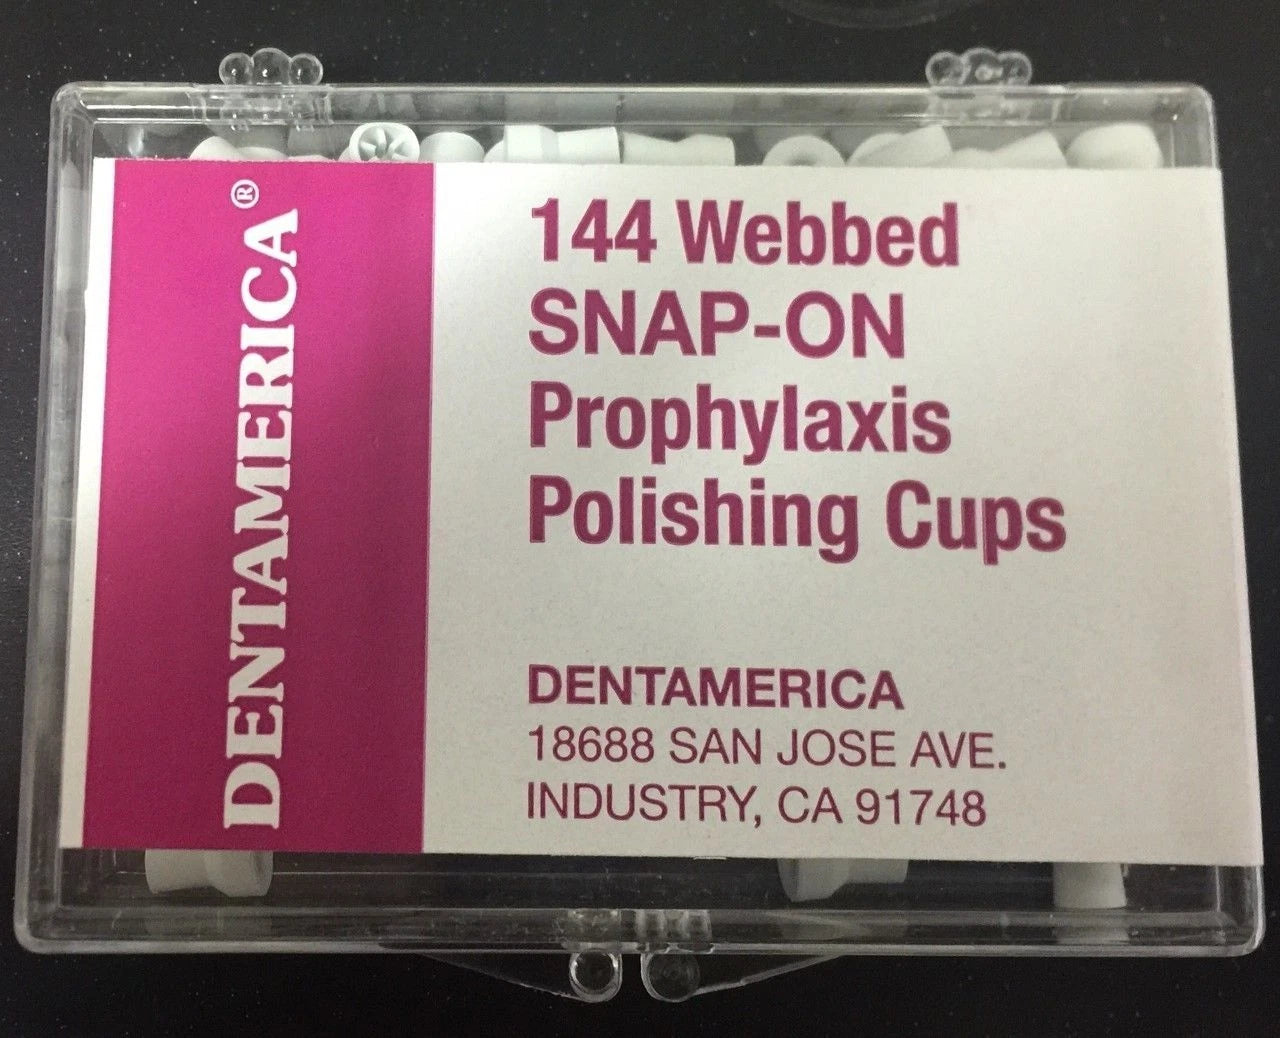 DENTAMERICA®
144 Webbed
SNAP-ON
Prophylaxis
Polishing Cups
DENTAMERICA
18688 SAN JOSE AVE.
INDUSTRY, CA 91748